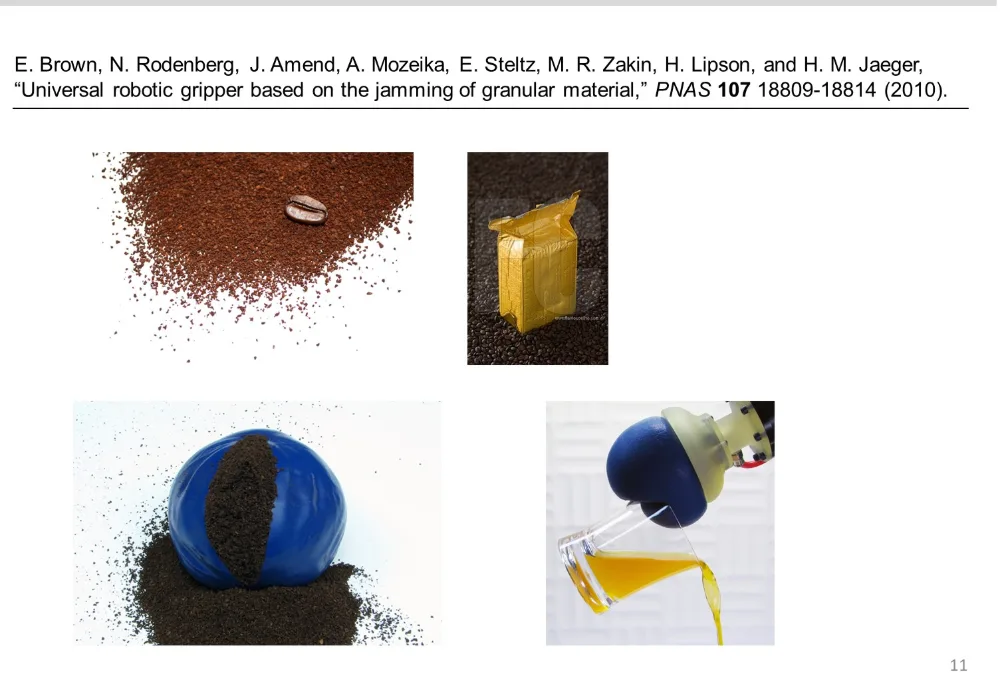 E. Brown, N. Rodenberg, J. Amend, A. Mozeika, E. Steltz, M. R. Zakin, H. Lipson, and H. M. Jaeger,
“Universal robotic gripper based on the jamming of granular material,” PNAS 107 18809-18814 (2010).
11